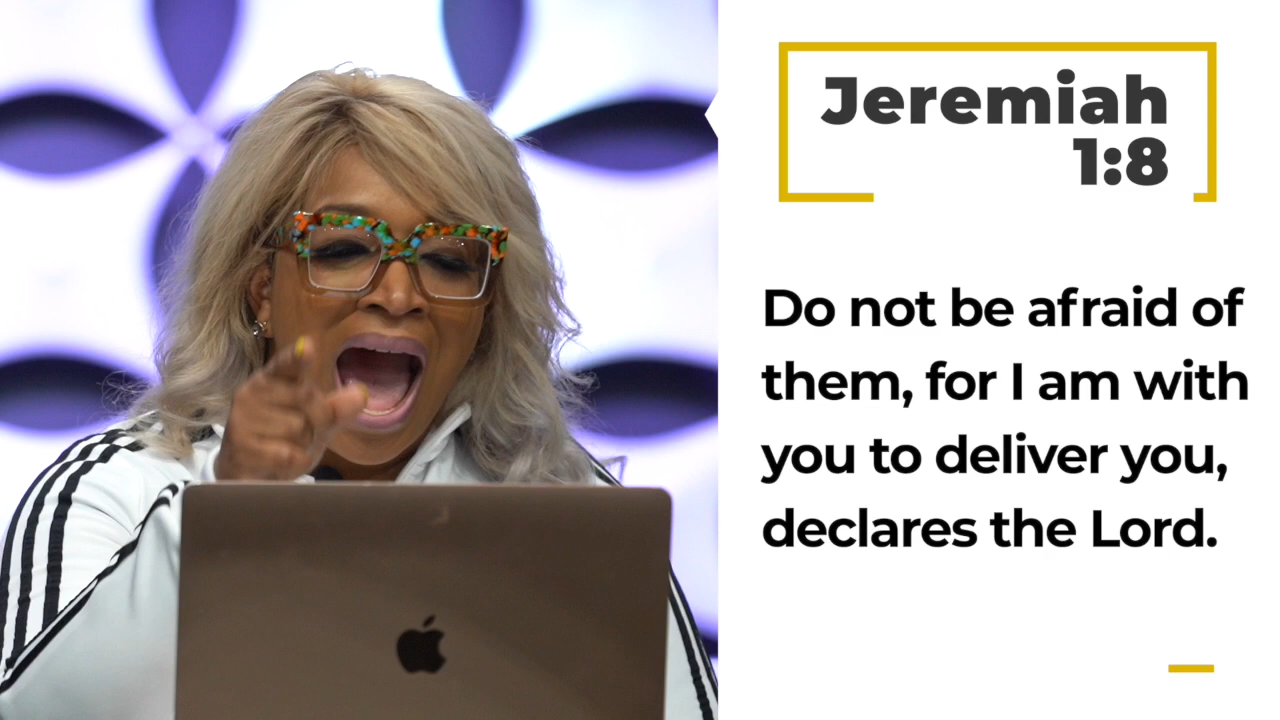 Jeremiah
1:8
Do not be afraid of
them, for I am with
you to deliver you,
declares the Lord.